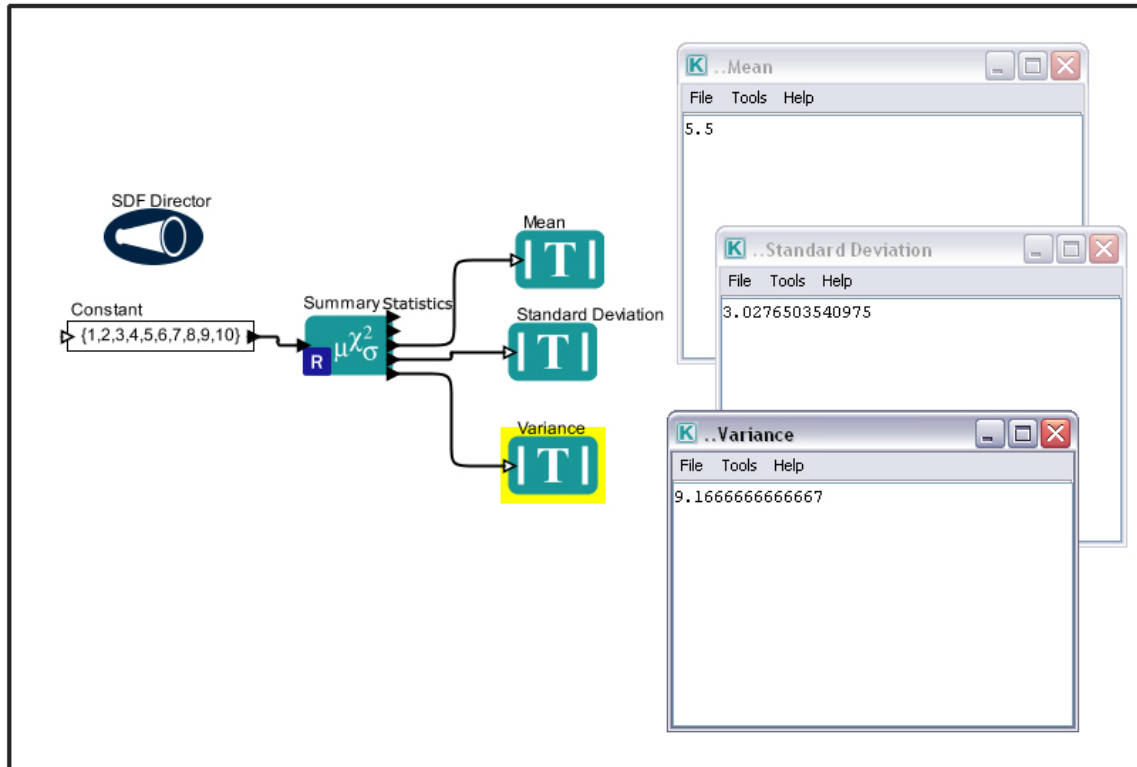 SDF Director
Constant
{1,2,3,4,5,6,7,8,9,10}
Summary Statistics
μχ²σ
R
Mean
T
Standard Deviation
T
Variance
T
K ..Mean
File Tools Help
5.5
K ..Standard Deviation
File Tools Help
3.0276503540975
K ..Variance
File Tools Help
9.1666666666667